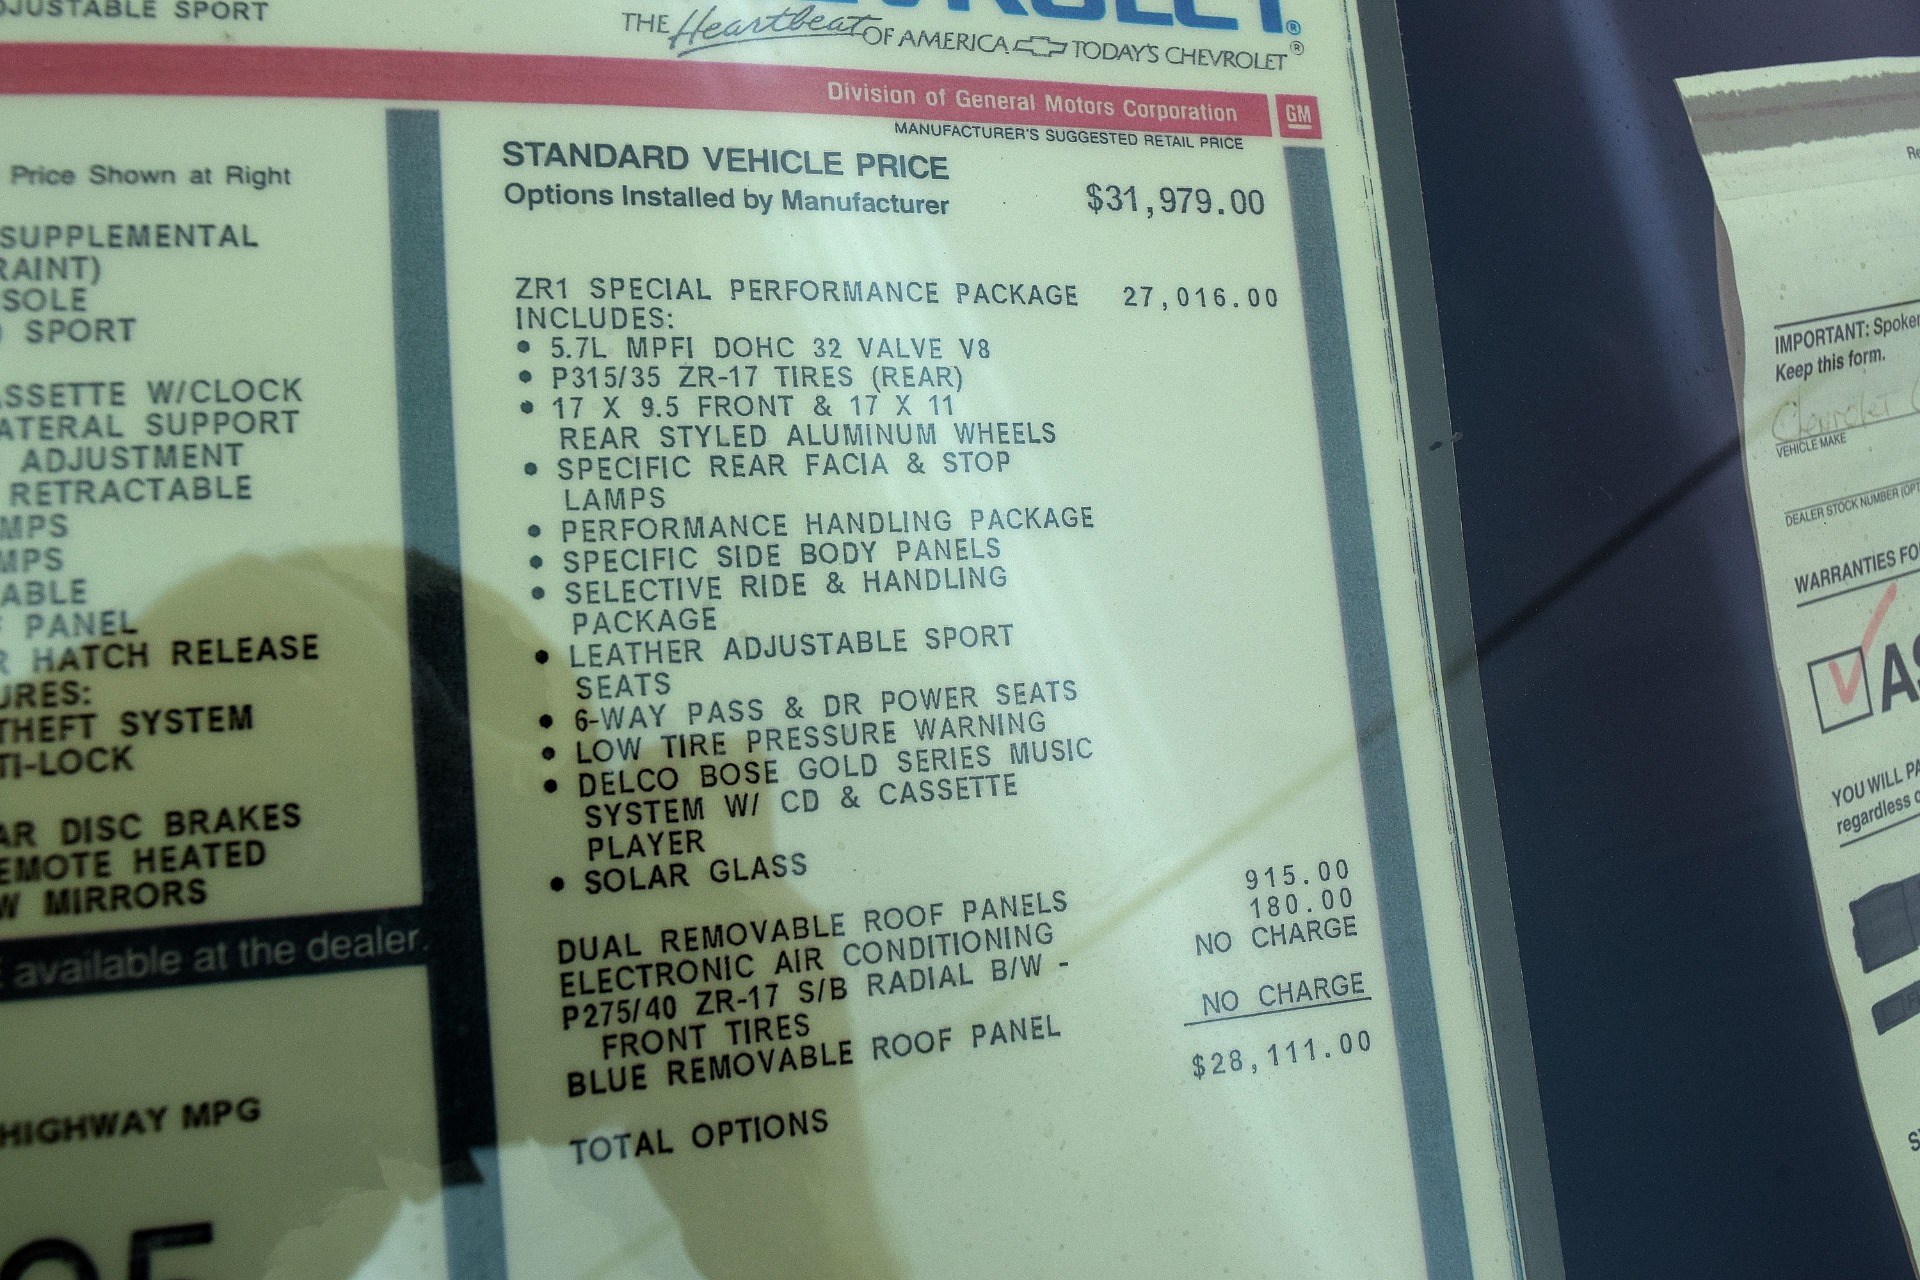 DJUSTABLE SPORT
THE Heartbeat OF AMERICA TODAY'S CHEVROLET®
Division of General Motors Corporation GM
MANUFACTURER'S SUGGESTED RETAIL PRICE
Price Shown at Right
SUPPLEMENTAL
RAINT)
SOLE
SPORT
ASSETTE W/CLOCK
ATERAL SUPPORT
ADJUSTMENT
RETRACTABLE
MPS
MPS
ABLE
PANEL
R HATCH RELEASE
URES:
THEFT SYSTEM
TI-LOCK
AR DISC BRAKES
EMOTE HEATED
W MIRRORS
E available at the dealer.
HIGHWAY MPG
95
STANDARD VEHICLE PRICE
Options Installed by Manufacturer $31,979.00
ZR1 SPECIAL PERFORMANCE PACKAGE 27,016.00
INCLUDES:
• 5.7L MPFI DOHC 32 VALVE V8
• P315/35 ZR-17 TIRES (REAR)
• 17 X 9.5 FRONT & 17 X 11
REAR STYLED ALUMINUM WHEELS
• SPECIFIC REAR FACIA & STOP
LAMPS
• PERFORMANCE HANDLING PACKAGE
• SPECIFIC SIDE BODY PANELS
• SELECTIVE RIDE & HANDLING
PACKAGE
• LEATHER ADJUSTABLE SPORT
SEATS
• 6-WAY PASS & DR POWER SEATS
• LOW TIRE PRESSURE WARNING
• DELCO BOSE GOLD SERIES MUSIC
SYSTEM W/ CD & CASSETTE
PLAYER
• SOLAR GLASS
DUAL REMOVABLE ROOF PANELS 915.00
ELECTRONIC AIR CONDITIONING 180.00
P275/40 ZR-17 S/B RADIAL B/W - NO CHARGE
FRONT TIRES
BLUE REMOVABLE ROOF PANEL NO CHARGE
TOTAL OPTIONS $28,111.00
IMPORTANT: Spoken
Keep this form.
Chevrolet
VEHICLE MAKE
DEALER STOCK NUMBER (OPT
WARRANTIES FO
AS
YOU WILL PA
regardless o